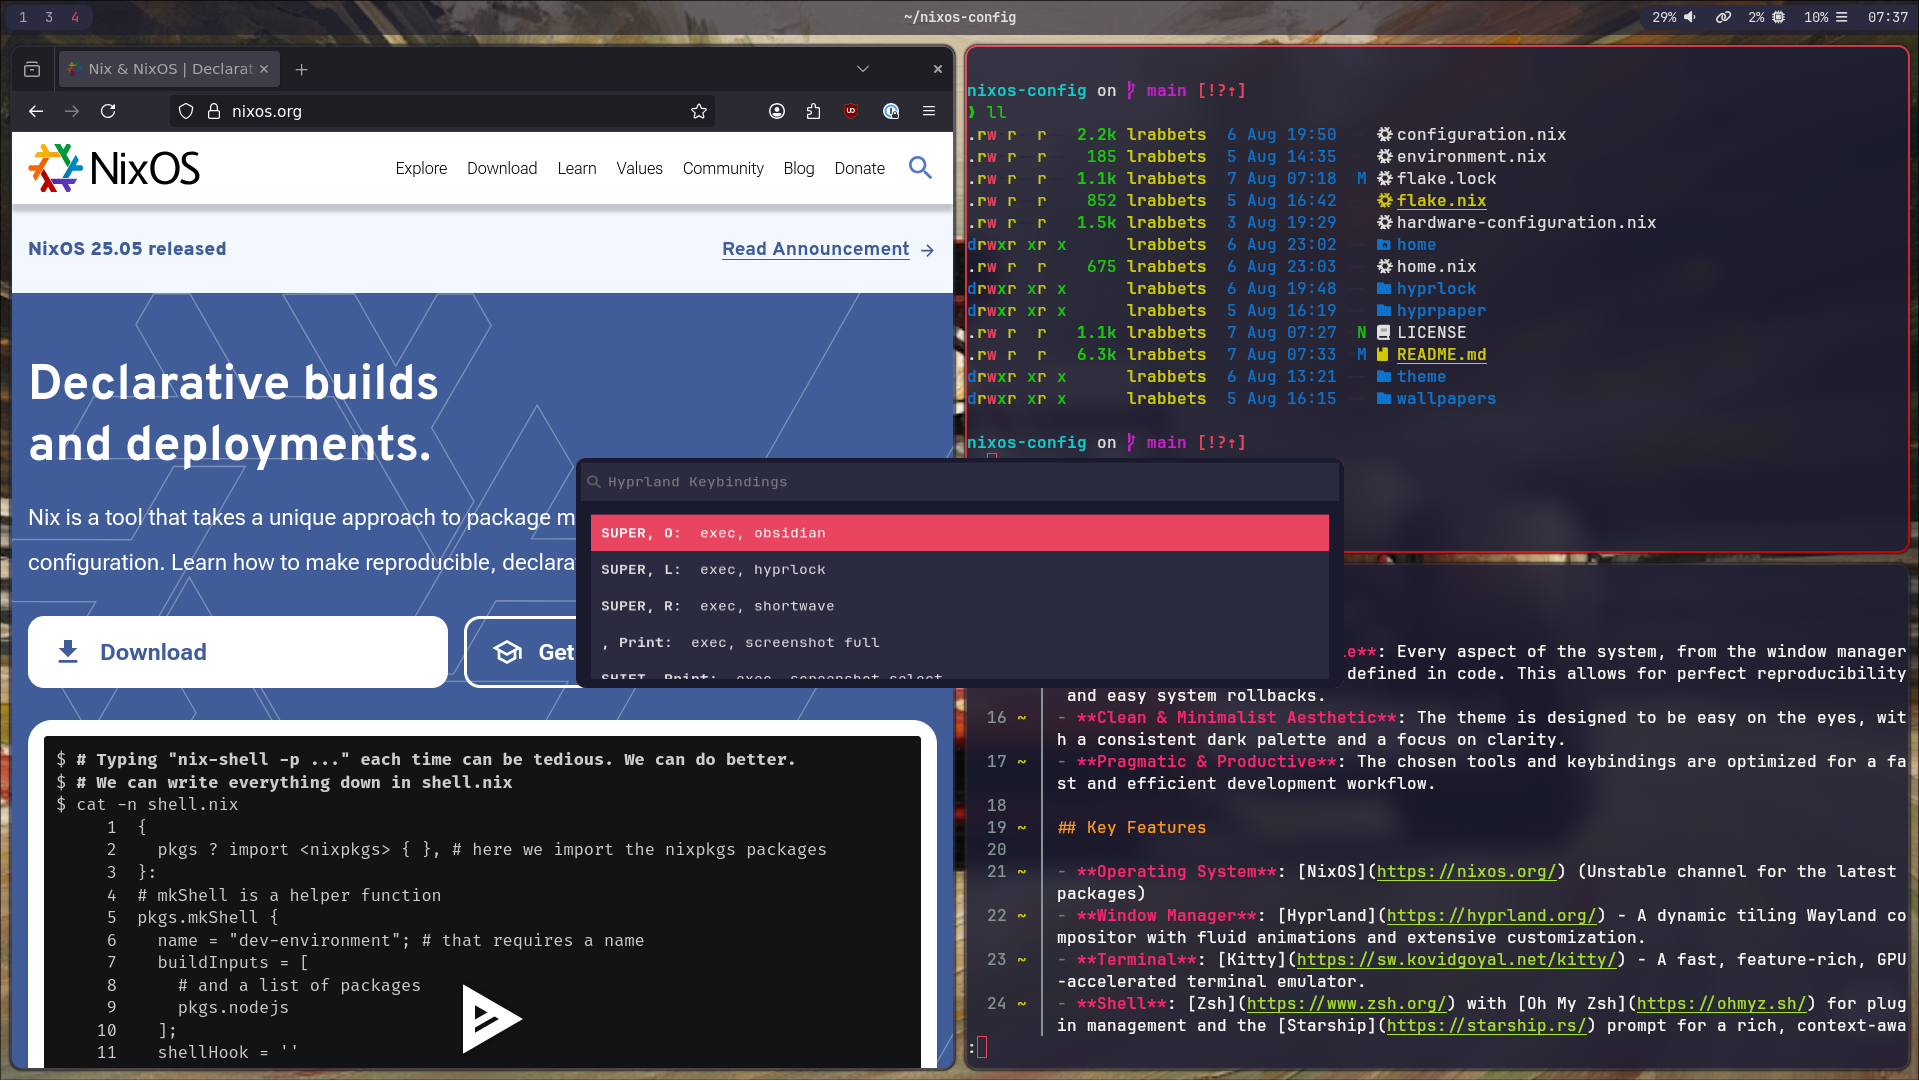 1 3 4
~/nixos-config
29% 2% 10% 07:37
Nix & NixOS | Declarat
nixos.org
NixOS
Explore Download Learn Values Community Blog Donate
NixOS 25.05 released
Read Announcement →
Declarative builds
and deployments.
Nix is a tool that takes a unique approach to package m
configuration. Learn how to make reproducible, declara
Download
Get
$ # Typing "nix-shell -p ..." each time can be tedious. We can do better.
$ # We can write everything down in shell.nix
$ cat -n shell.nix
1 {
2 pkgs ? import <nixpkgs> { }, # here we import the nixpkgs packages
3 }:
4 # mkShell is a helper function
5 pkgs.mkShell {
6 name = "dev-environment"; # that requires a name
7 buildInputs = [
8 # and a list of packages
9 pkgs.nodejs
10 ];
11 shellHook = ''
nixos-config on main [!?⇡]
❯ ll
.rw r r 2.2k lrabbets 6 Aug 19:50 configuration.nix
.rw r r 185 lrabbets 5 Aug 14:35 environment.nix
.rw r r 1.1k lrabbets 7 Aug 07:18 M flake.lock
.rw r r 852 lrabbets 5 Aug 16:42 flake.nix
.rw r r 1.5k lrabbets 3 Aug 19:29 hardware-configuration.nix
drwxr xr x lrabbets 6 Aug 23:02 home
.rw r r 675 lrabbets 6 Aug 23:03 home.nix
drwxr xr x lrabbets 6 Aug 19:48 hyprlock
drwxr xr x lrabbets 5 Aug 16:19 hyprpaper
.rw r r 1.1k lrabbets 7 Aug 07:27 N LICENSE
.rw r r 6.3k lrabbets 7 Aug 07:33 M README.md
drwxr xr x lrabbets 6 Aug 13:21 theme
drwxr xr x lrabbets 5 Aug 16:15 wallpapers
nixos-config on main [!?⇡]
Hyprland Keybindings
SUPER, O: exec, obsidian
SUPER, L: exec, hyprlock
SUPER, R: exec, shortwave
, Print: exec, screenshot full
SHIFT, Print: exec, screenshot select
e**: Every aspect of the system, from the window manager
defined in code. This allows for perfect reproducibility
and easy system rollbacks.
16 ~ - **Clean & Minimalist Aesthetic**: The theme is designed to be easy on the eyes, wit
h a consistent dark palette and a focus on clarity.
17 ~ - **Pragmatic & Productive**: The chosen tools and keybindings are optimized for a fa
st and efficient development workflow.
18
19 ~ ## Key Features
20
21 ~ - **Operating System**: [NixOS](https://nixos.org/) (Unstable channel for the latest
packages)
22 ~ - **Window Manager**: [Hyprland](https://hyprland.org/) - A dynamic tiling Wayland co
mpositor with fluid animations and extensive customization.
23 ~ - **Terminal**: [Kitty](https://sw.kovidgoyal.net/kitty/) - A fast, feature-rich, GPU
-accelerated terminal emulator.
24 ~ - **Shell**: [Zsh](https://www.zsh.org/) with [Oh My Zsh](https://ohmyz.sh/) for plug
in management and the [Starship](https://starship.rs/) prompt for a rich, context-awa
: